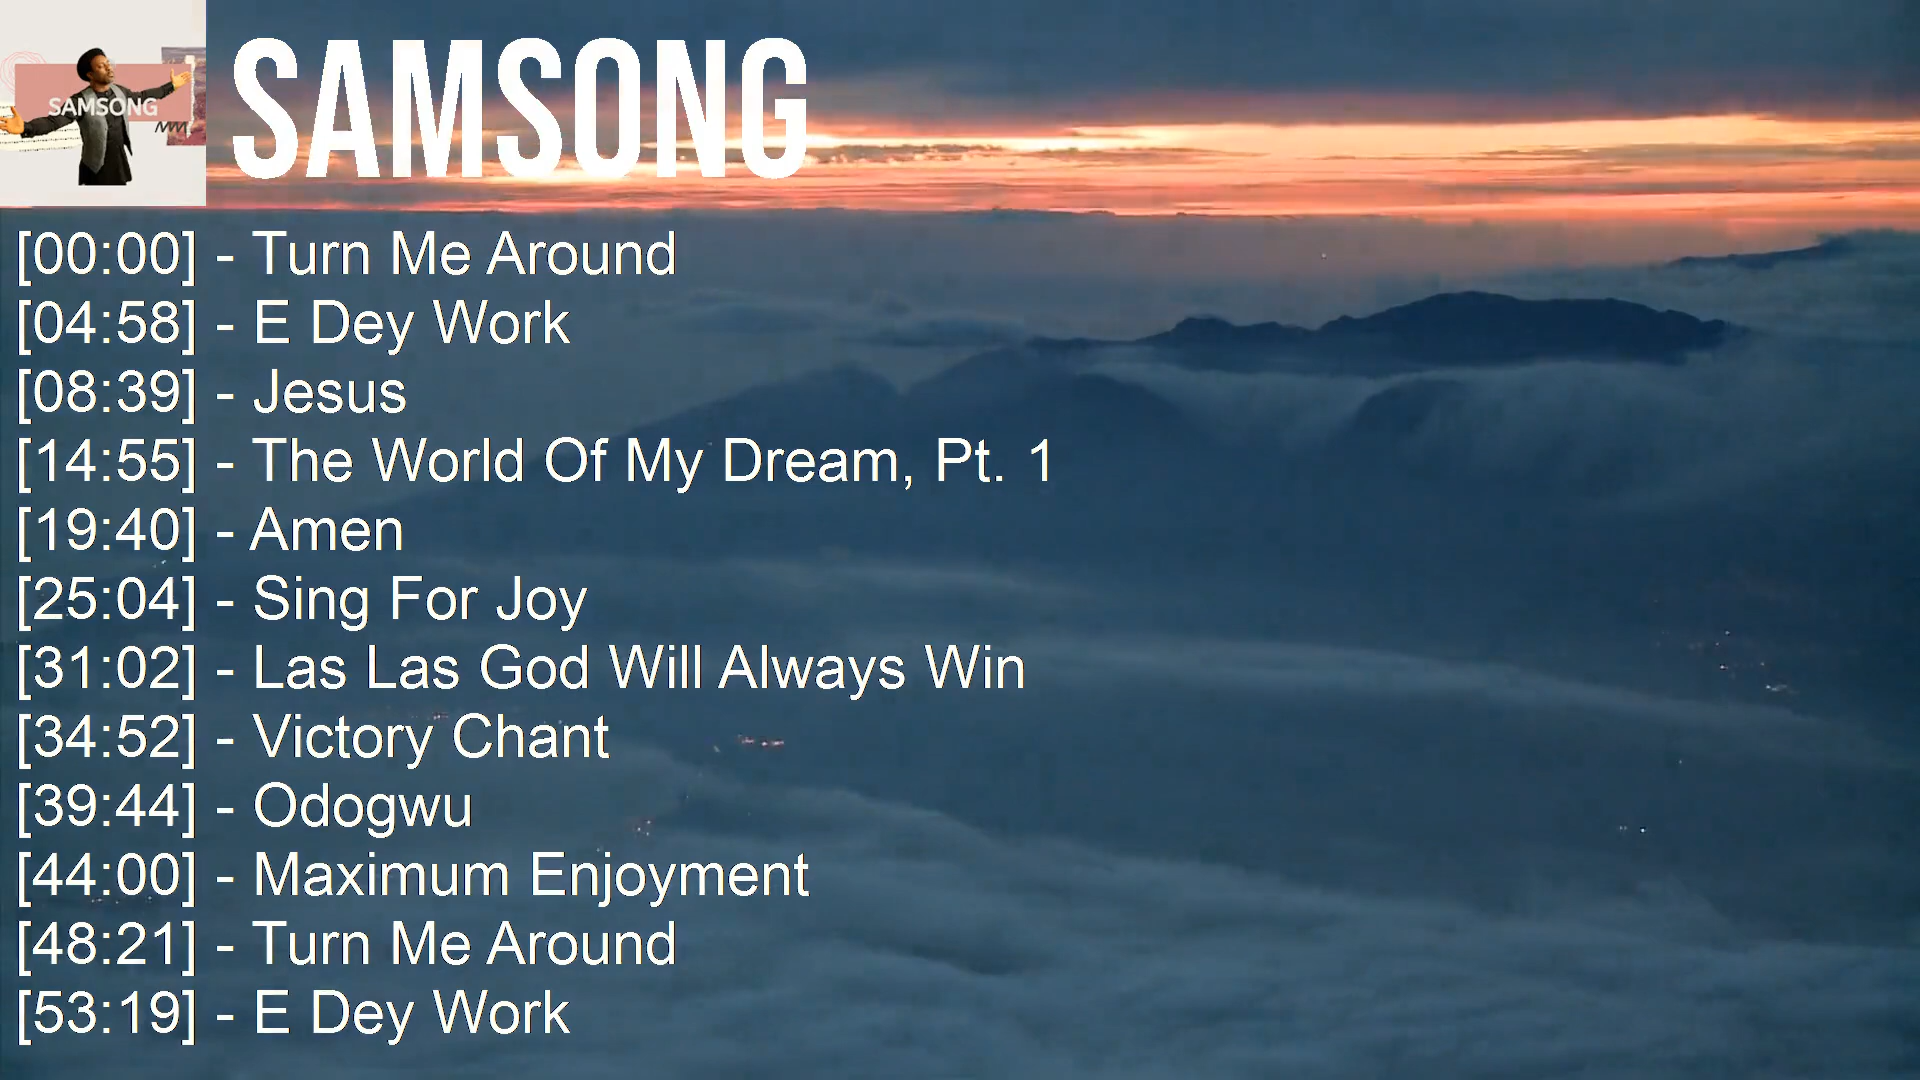 SAMSONG
SAMSONG
[00:00] - Turn Me Around
[04:58] - E Dey Work
[08:39] - Jesus
[14:55] - The World Of My Dream, Pt. 1
[19:40] - Amen
[25:04] - Sing For Joy
[31:02] - Las Las God Will Always Win
[34:52] - Victory Chant
[39:44] - Odogwu
[44:00] - Maximum Enjoyment
[48:21] - Turn Me Around
[53:19] - E Dey Work